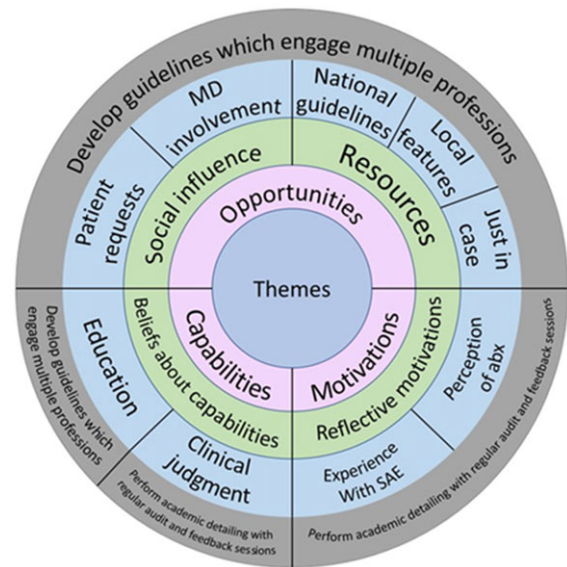 Develop guidelines which engage multiple professions
MD
involvement
National
guidelines
Local
features
Patient
requests
Just in
case
Social influence
Resources
Opportunities
Themes
Capabilities
Motivations
Beliefs about capabilities
Reflective motivations
Education
Clinical
judgment
Experience
With SAE
Perception
of abx
Develop guidelines which
engage multiple professions
Perform academic detailing with
regular audit and feedback sessions
Perform academic detailing with regular audit and feedback sessions